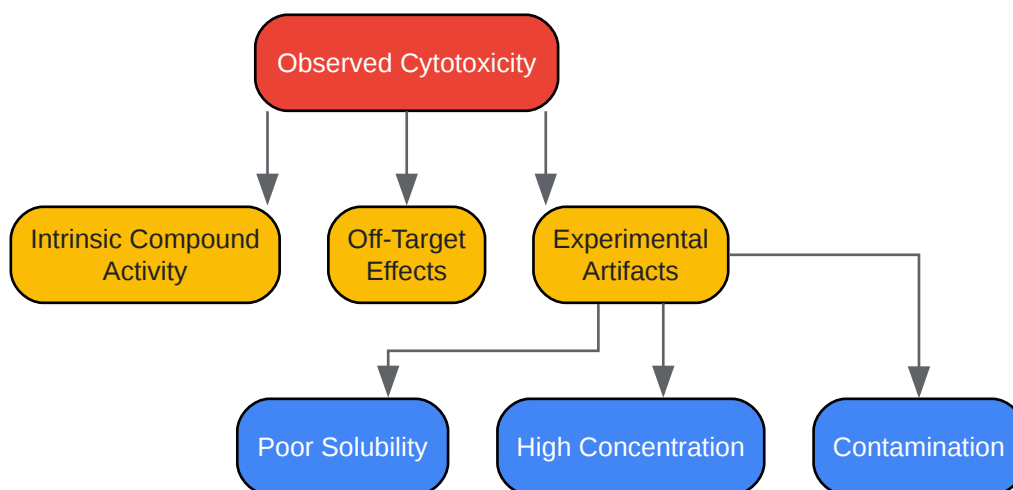 Observed Cytotoxicity
Intrinsic Compound
Activity
Off-Target
Effects
Experimental
Artifacts
Poor Solubility
High Concentration
Contamination